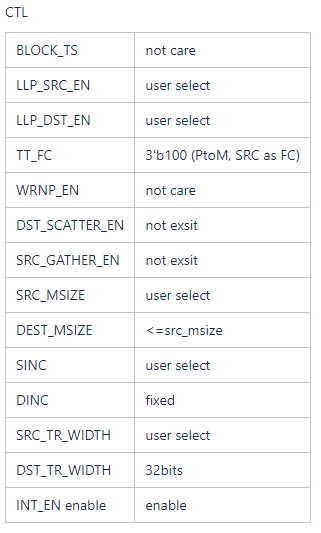 CTL
BLOCK_TS not care
LLP_SRC_EN user select
LLP_DST_EN user select
TT_FC 3'b100 (PtoM, SRC as FC)
WRNP_EN not care
DST_SCATTER_EN not exsit
SRC_GATHER_EN not exsit
SRC_MSIZE user select
DEST_MSIZE <=src_msize
SINC user select
DINC fixed
SRC_TR_WIDTH user select
DST_TR_WIDTH 32bits
INT_EN enable enable